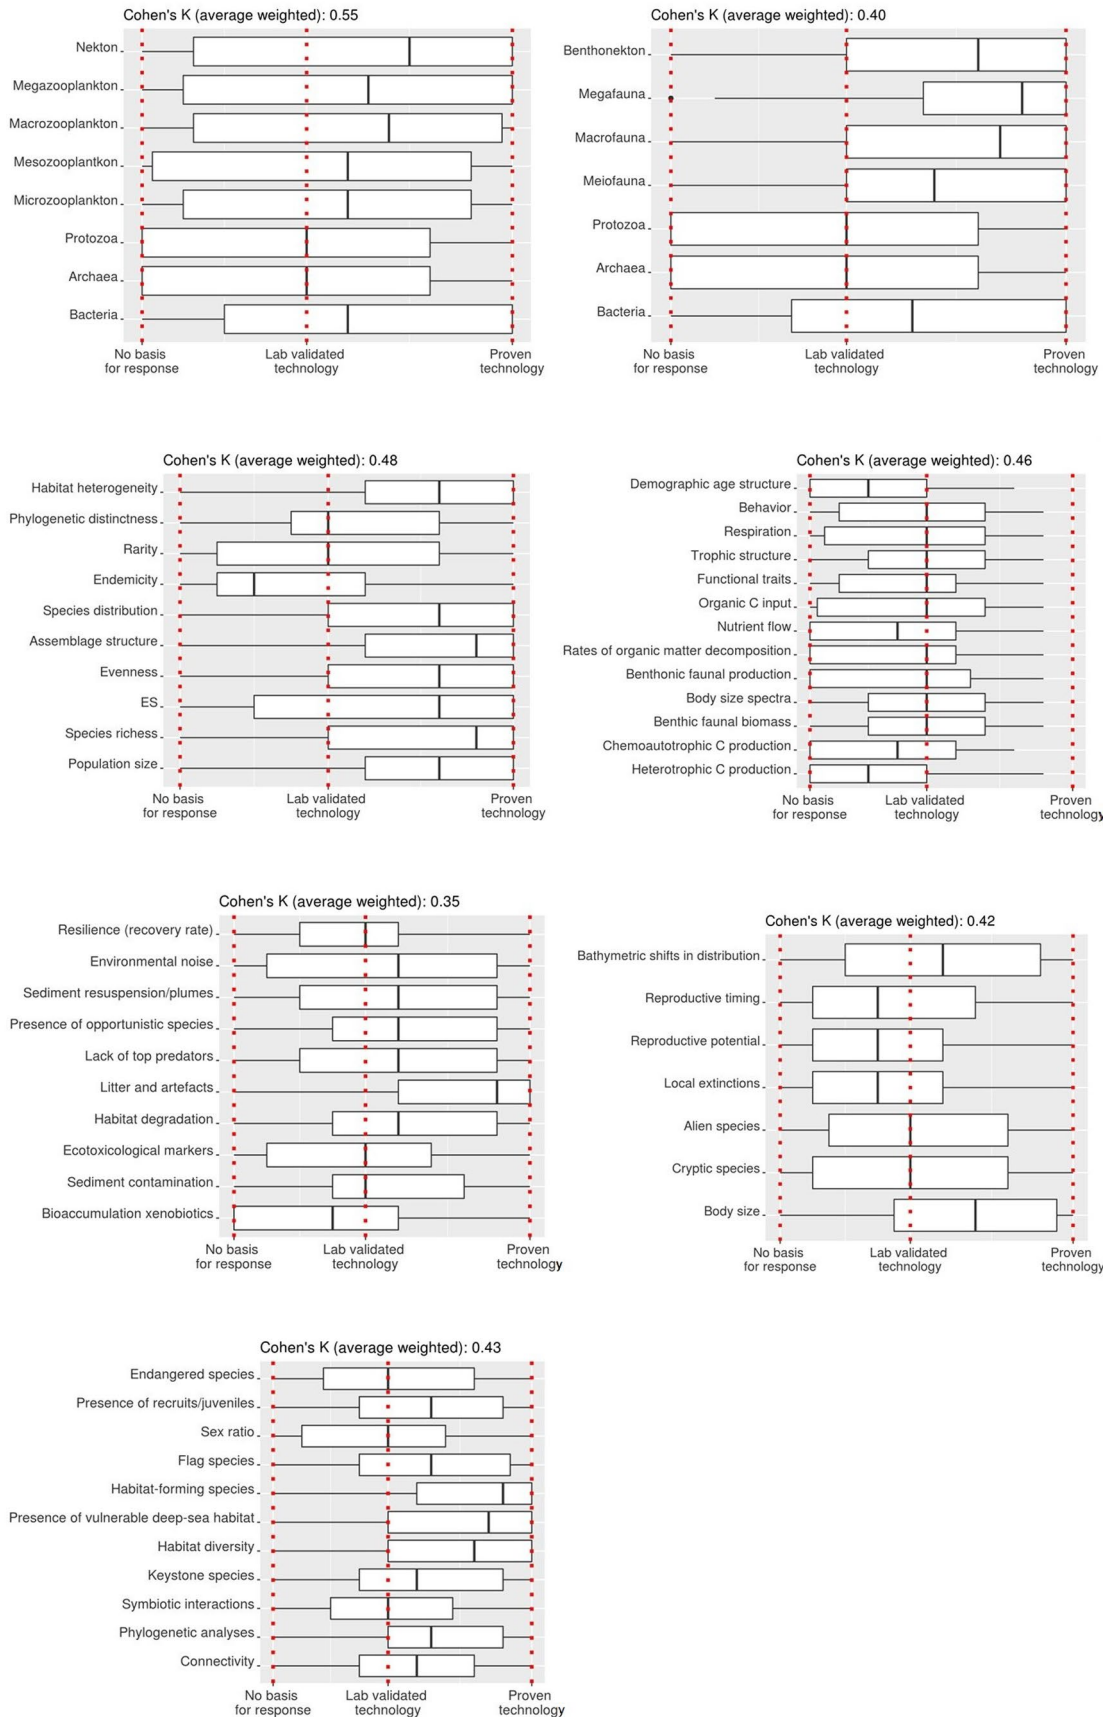 Cohen's K (average weighted): 0.55
Nekton
Megazooplankton
Macrozooplankton
Mesozooplantkon
Microzooplankton
Protozoa
Archaea
Bacteria
No basis
for response
Lab validated
technology
Proven
technology
Cohen's K (average weighted): 0.40
Benthonekton
Megafauna
Macrofauna
Meiofauna
Protozoa
Archaea
Bacteria
No basis
for response
Lab validated
technology
Proven
technology
Cohen's K (average weighted): 0.48
Habitat heterogeneity
Phylogenetic distinctness
Rarity
Endemicity
Species distribution
Assemblage structure
Evenness
ES
Species richess
Population size
No basis
for response
Lab validated
technology
Proven
technology
Cohen's K (average weighted): 0.46
Demographic age structure
Behavior
Respiration
Trophic structure
Functional traits
Organic C input
Nutrient flow
Rates of organic matter decomposition
Benthonic faunal production
Body size spectra
Benthic faunal biomass
Chemoautotrophic C production
Heterotrophic C production
No basis
for response
Lab validated
technology
Proven
technology
Cohen's K (average weighted): 0.35
Resilience (recovery rate)
Environmental noise
Sediment resuspension/plumes
Presence of opportunistic species
Lack of top predators
Litter and artefacts
Habitat degradation
Ecotoxicological markers
Sediment contamination
Bioaccumulation xenobiotics
No basis
for response
Lab validated
technology
Proven
technology
Cohen's K (average weighted): 0.42
Bathymetric shifts in distribution
Reproductive timing
Reproductive potential
Local extinctions
Alien species
Cryptic species
Body size
No basis
for response
Lab validated
technology
Proven
technology
Cohen's K (average weighted): 0.43
Endangered species
Presence of recruits/juveniles
Sex ratio
Flag species
Habitat-forming species
Presence of vulnerable deep-sea habitat
Habitat diversity
Keystone species
Symbiotic interactions
Phylogenetic analyses
Connectivity
No basis
for response
Lab validated
technology
Proven
technology